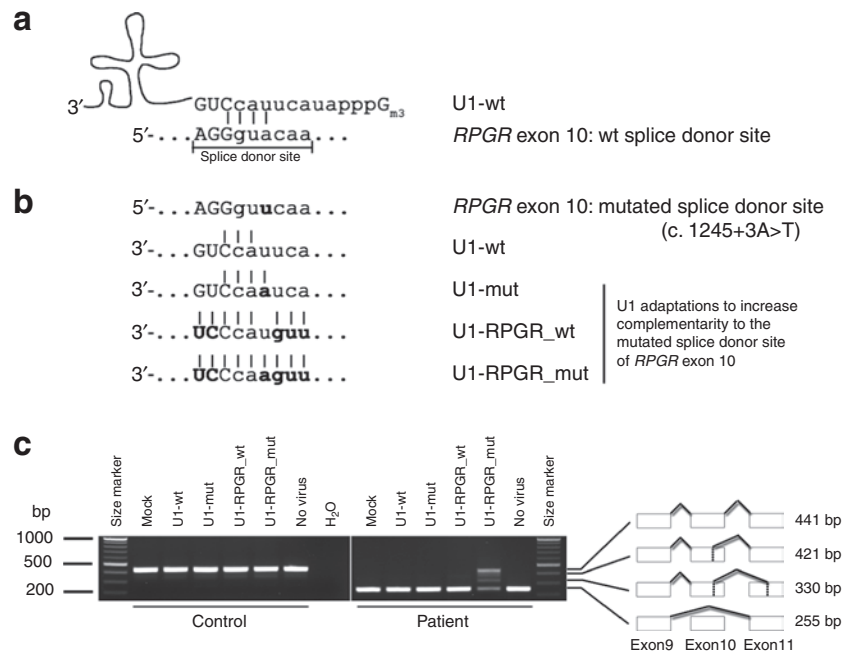 a
3′ GUCcauucauapppGm3 U1-wt
5′-...AGGguacaa... RPGR exon 10: wt splice donor site
Splice donor site
b
5′-...AGGguucaa... RPGR exon 10: mutated splice donor site
(c. 1245+3A>T)
3′-...GUCcauuca... U1-wt
3′-...GUCcaauca... U1-mut
3′-...UCCcauguu... U1-RPGR_wt
3′-...UCCcaaguu... U1-RPGR_mut
U1 adaptations to increase
complementarity to the
mutated splice donor site
of RPGR exon 10
c
bp Size marker Mock U1-wt U1-mut U1-RPGR_wt U1-RPGR_mut No virus H2O Mock U1-wt U1-mut U1-RPGR_wt U1-RPGR_mut No virus Size marker
1000
500
200
441 bp
421 bp
330 bp
255 bp
Control Patient
Exon9 Exon10 Exon11